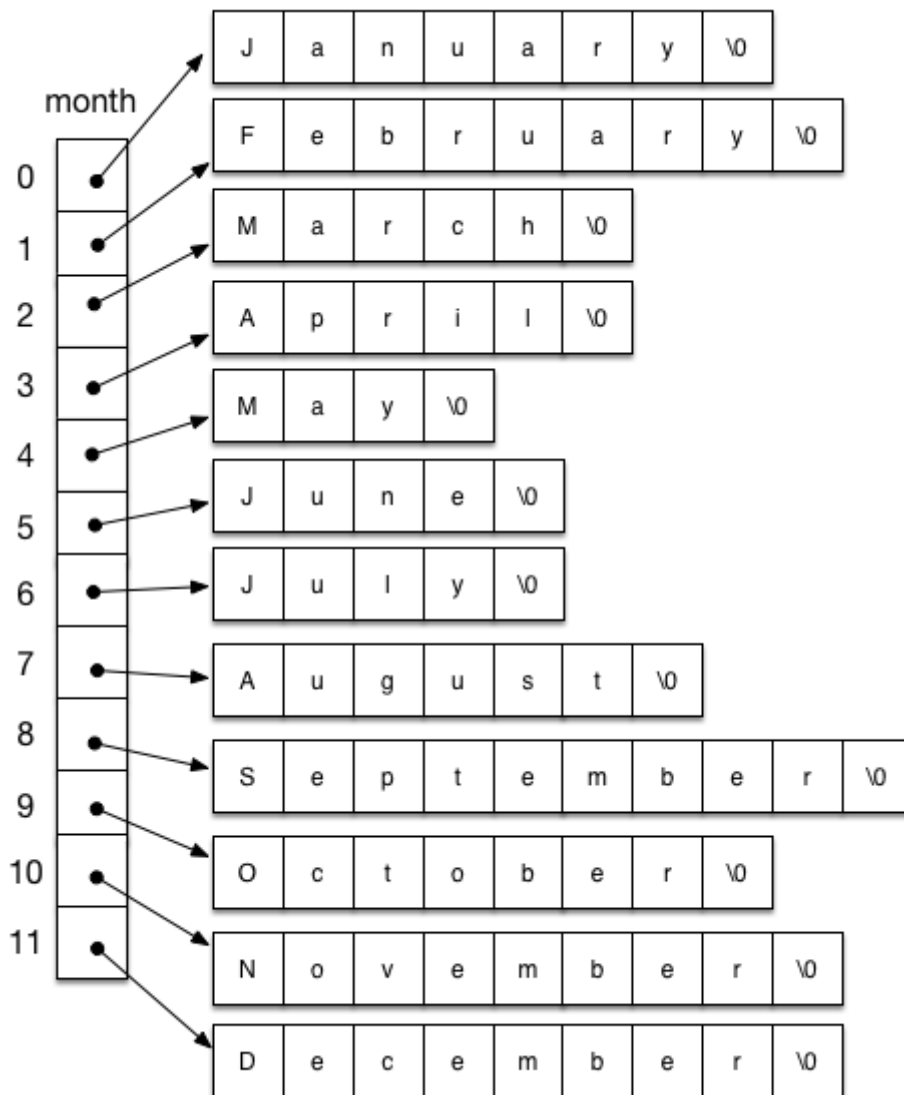 J a n u a r y \0
month
F e b r u a r y \0
0
M a r c h \0
1
A p r i l \0
2
3
M a y \0
4
J u n e \0
5
J u l y \0
6
7
A u g u s t \0
8
S e p t e m b e r \0
9
O c t o b e r \0
10
11
N o v e m b e r \0
D e c e m b e r \0